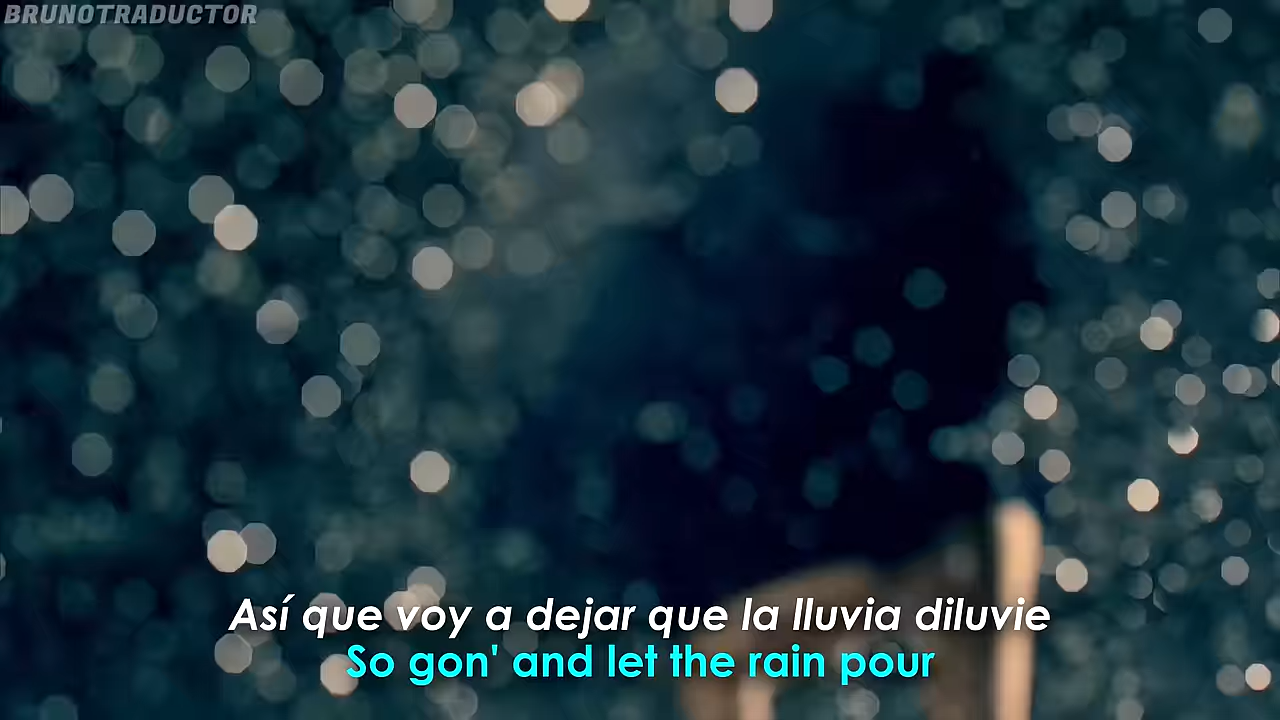 BRUNOTRADUCTOR
Así que voy a dejar que la lluvia diluvie
So gon' and let the rain pour